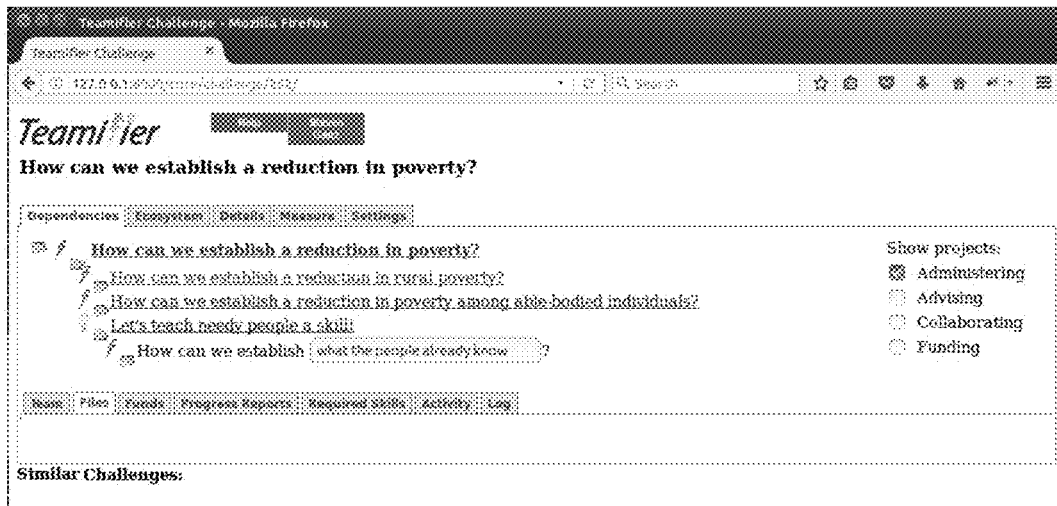 Teamifier Challenge - Mozilla Firefox
Teamifier Challenge
Search
Teamifier
How can we establish a reduction in poverty?
Dependencies Ecosystem Details Measure Settings
How can we establish a reduction in poverty?
How can we establish a reduction in rural poverty?
How can we establish a reduction in poverty among able-bodied individuals?
Let's teach needy people a skill!
How can we establish what the people already know ?
Show projects:
Administering
Advising
Collaborating
Funding
Team Files Funds Progress Reports Required Skills Activity Log
Similar Challenges: